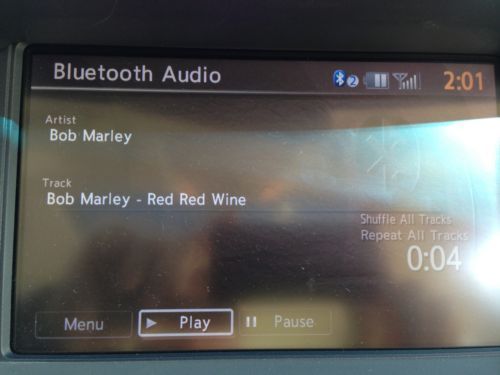 Bluetooth Audio 2 2:01
Artist
Bob Marley
Track
Bob Marley - Red Red Wine
Shuffle All Tracks
Repeat All Tracks
0:04
Menu Play Pause